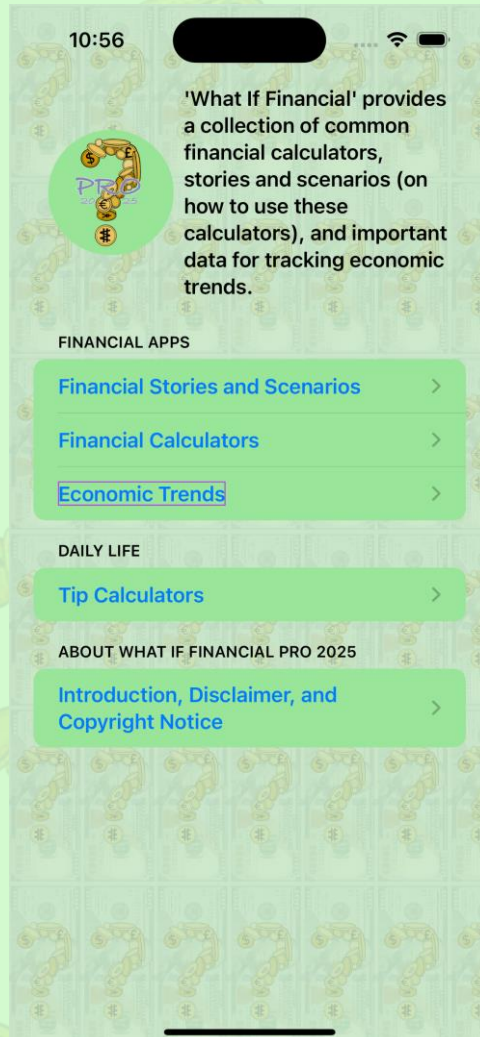 10:56
'What If Financial' provides
a collection of common
financial calculators,
stories and scenarios (on
how to use these
calculators), and important
data for tracking economic
trends.
PRO
FINANCIAL APPS
Financial Stories and Scenarios
Financial Calculators
Economic Trends
DAILY LIFE
Tip Calculators
ABOUT WHAT IF FINANCIAL PRO 2025
Introduction, Disclaimer, and
Copyright Notice